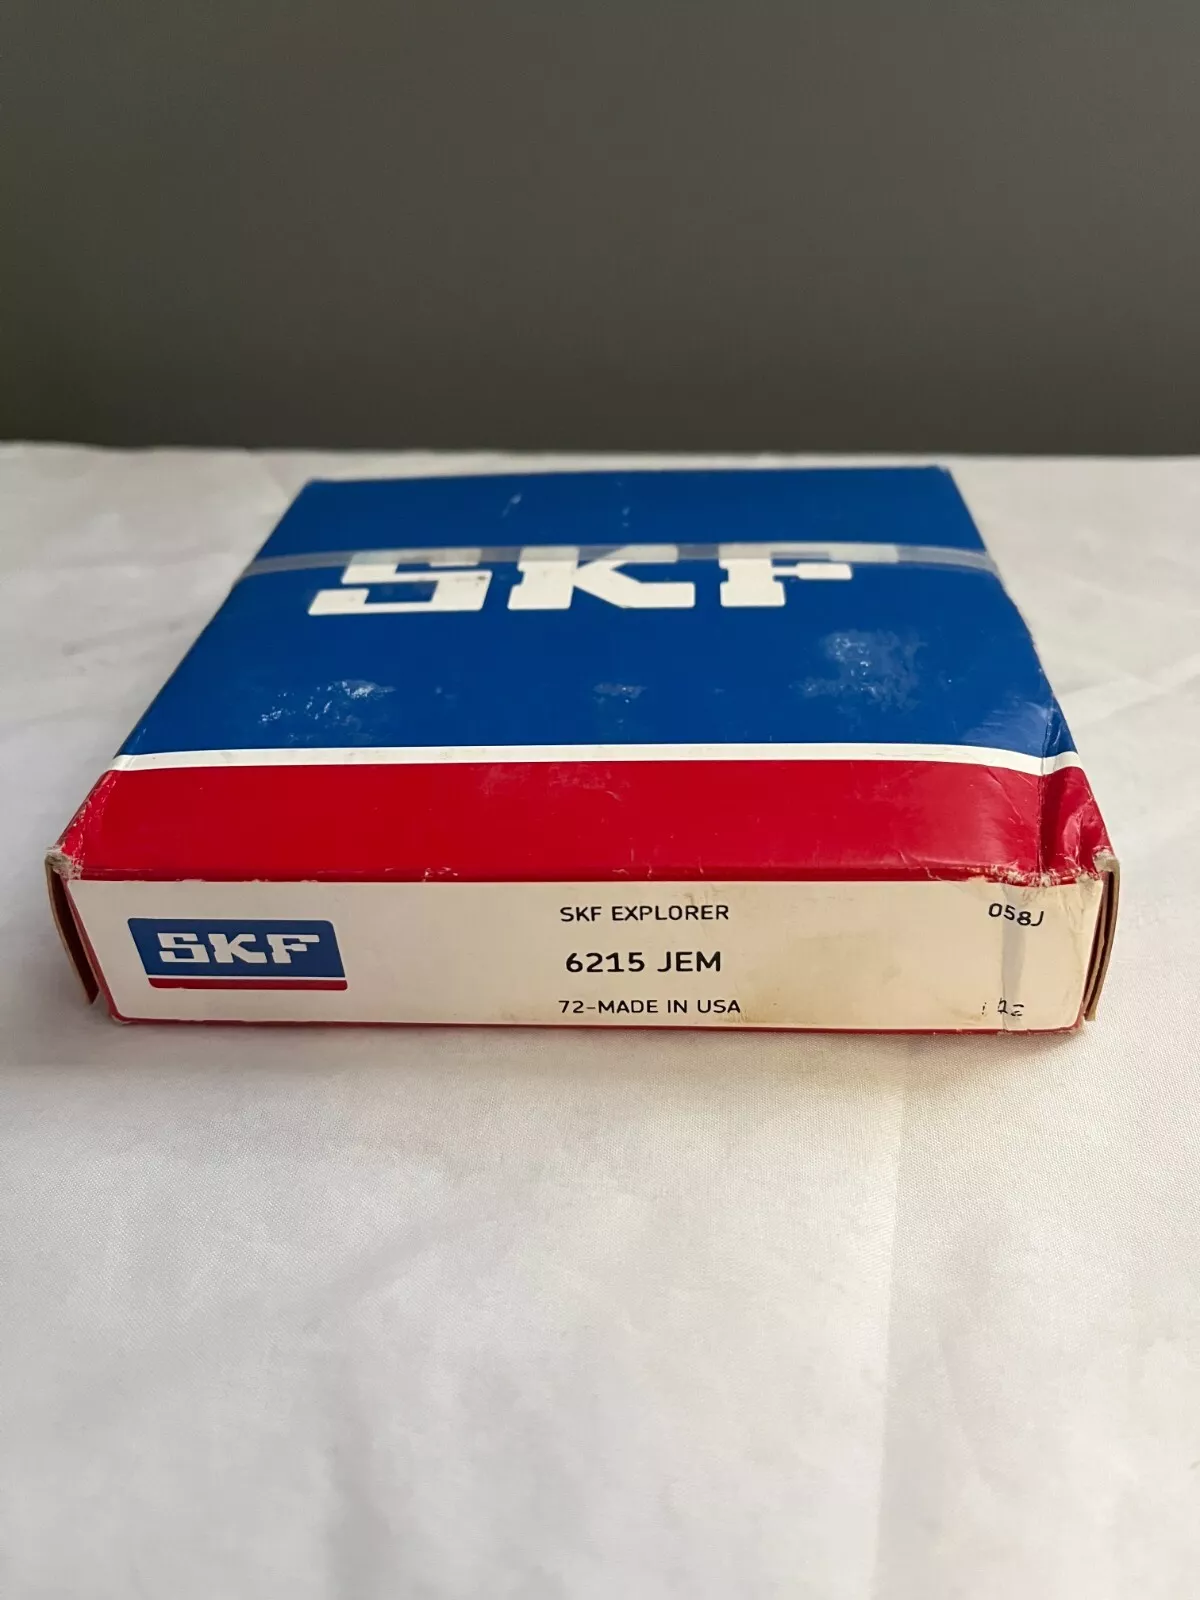 SKF
SKF
SKF EXPLORER
058J
6215 JEM
72-MADE IN USA